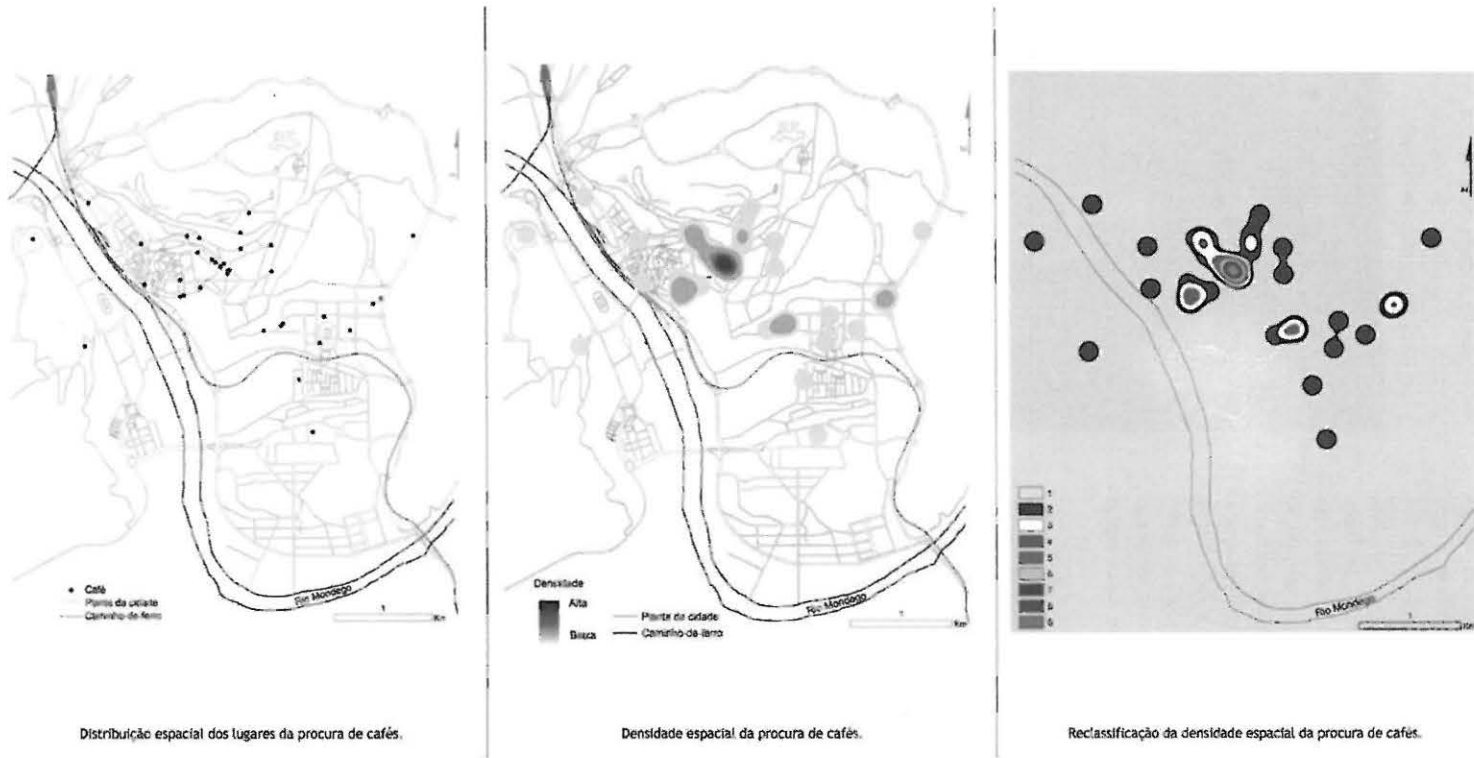 Café
Planta da cidade
Caminho-de-ferro
Rio Mondego
1
Km
Distribuição espacial dos lugares da procura de cafés.
Densidade
Alta
Baixa
Planta da cidade
Caminho-de-ferro
Rio Mondego
1
Km
Densidade espacial da procura de cafés.
N
1
2
3
4
5
6
7
8
9
Rio Mondego
1
Km
Reclassificação da densidade espacial da procura de cafés.